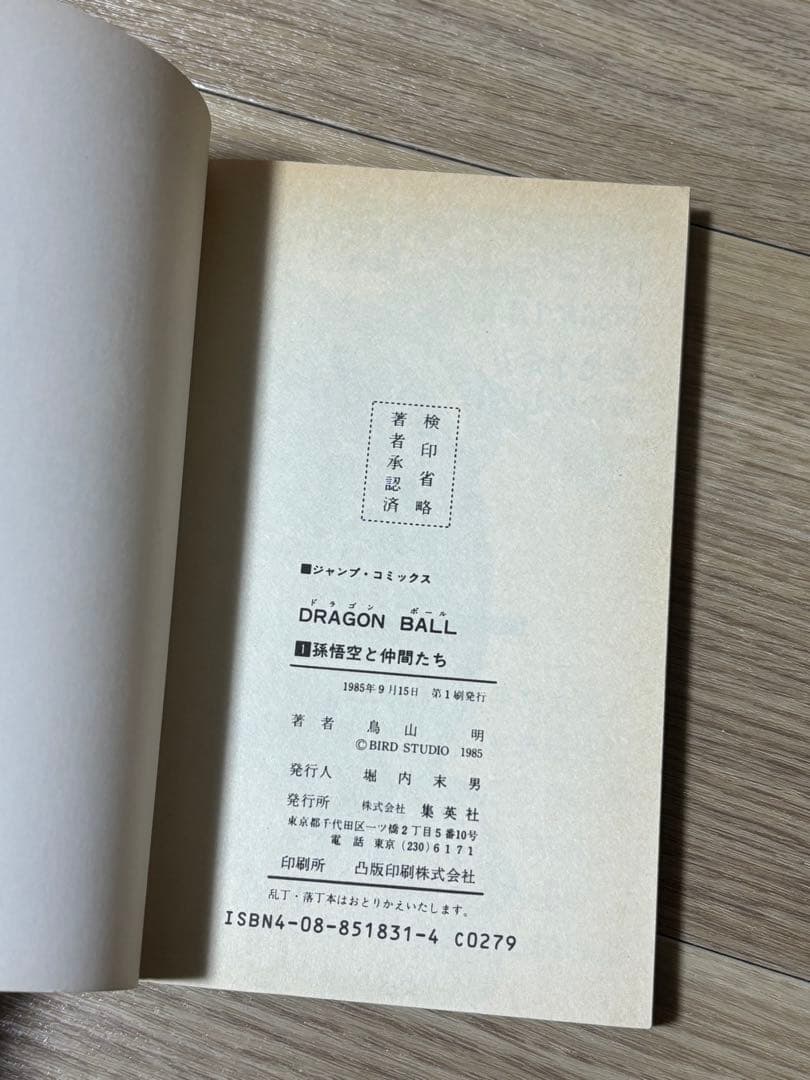 検印省略
著者承認済
■ジャンプ・コミックス
ドラゴン ボール
DRAGON BALL
1 孫悟空と仲間たち
1985年9月15日 第1刷発行
著者 鳥山 明
©BIRD STUDIO 1985
発行人 堀内末男
発行所 株式会社 集英社
東京都千代田区一ツ橋2丁目5番10号
電話 東京(230)6171
印刷所 凸版印刷株式会社
乱丁・落丁本はおとりかえいたします。
ISBN4-08-851831-4 C0279